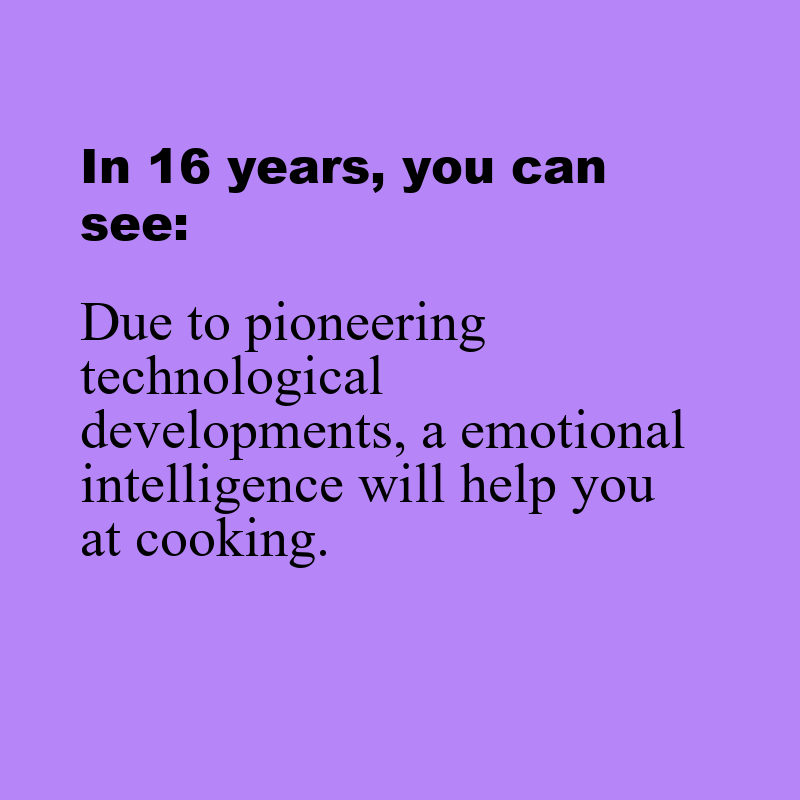 In 16 years, you can
see:
Due to pioneering
technological
developments, a emotional
intelligence will help you
at cooking.